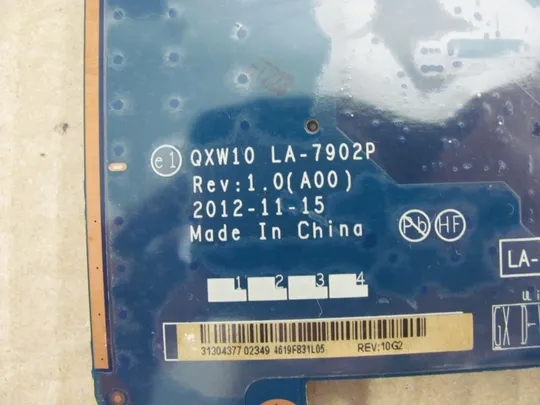 e1 QXW10 LA-7902P
Rev:1.0(A00)
2012-11-15
Made In China
Pb HF
LA-
1 2 3 4
GX D-
31304377 02349 4619F831L05 REV:10G2